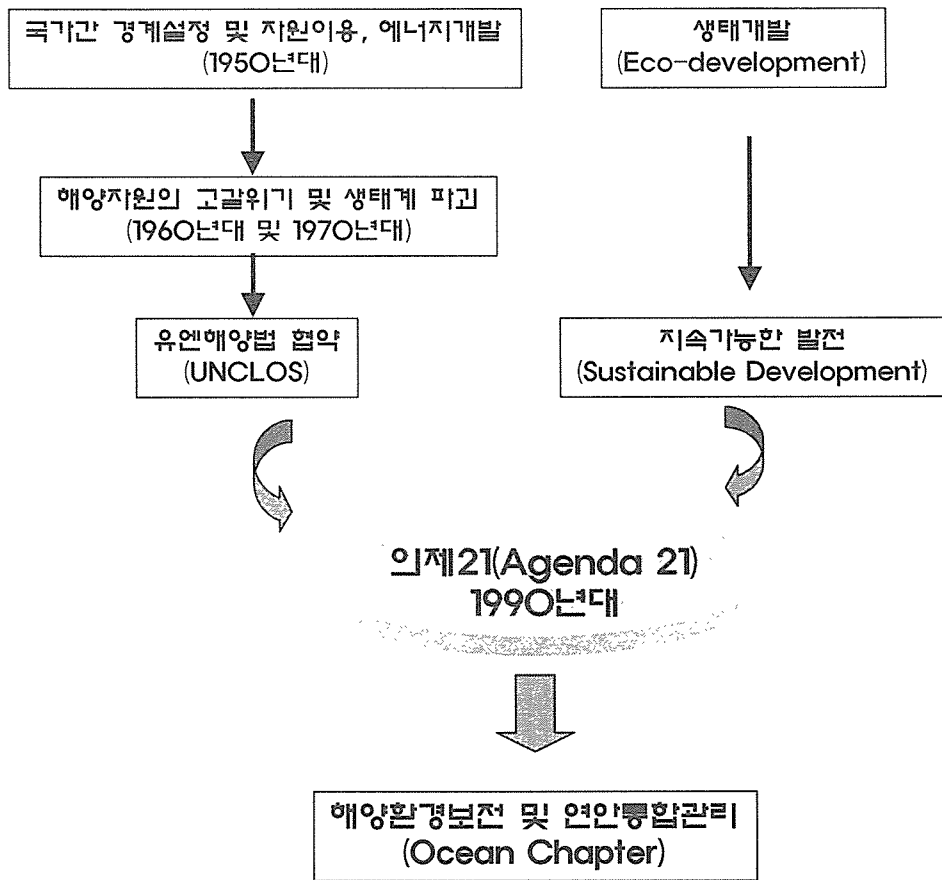 국가간 경계설정 및 자원이용, 에너지개발
(1950년대)
생태개발
(Eco-development)
해양자원의 고갈위기 및 생태계 파괴
(1960년대 및 1970년대)
유엔해양법 협약
(UNCLOS)
지속가능한 발전
(Sustainable Development)
의제21(Agenda 21)
1990년대
해양환경보전 및 연안통합관리
(Ocean Chapter)